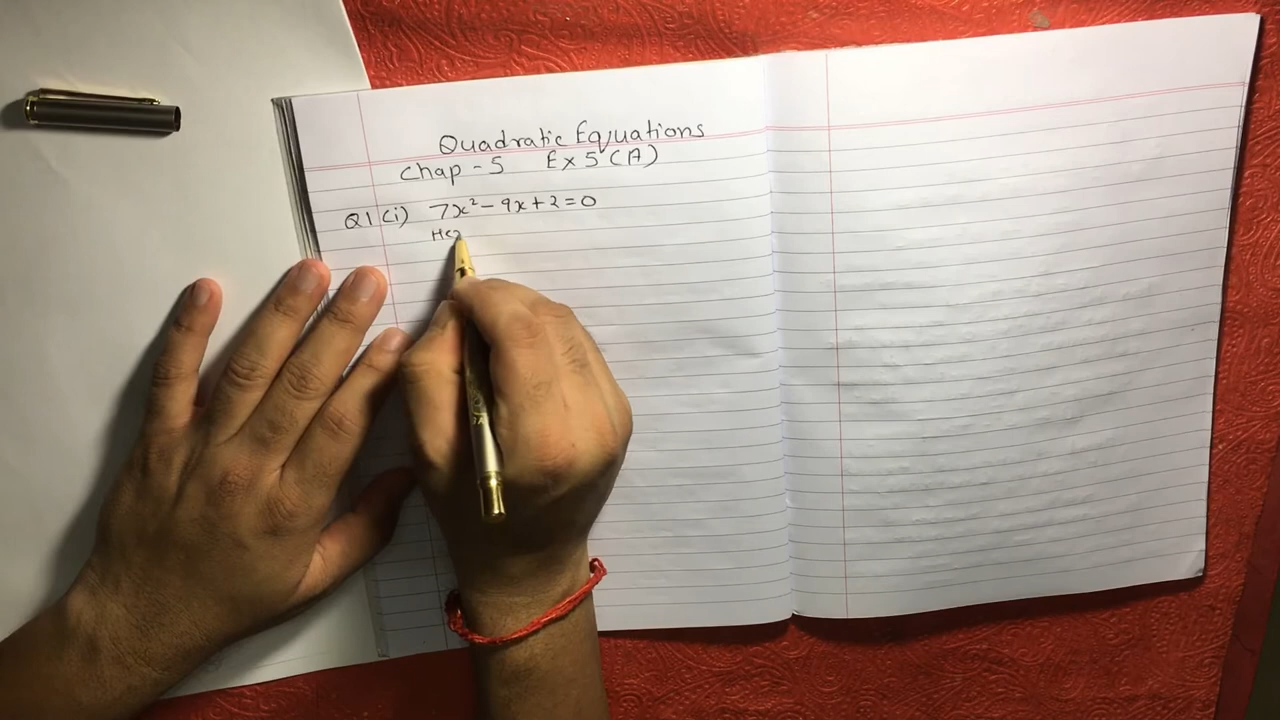 Quadratic Equations
Chap - 5 Ex 5 (A)
Q1 (i) 7x² - 9x + 2 = 0